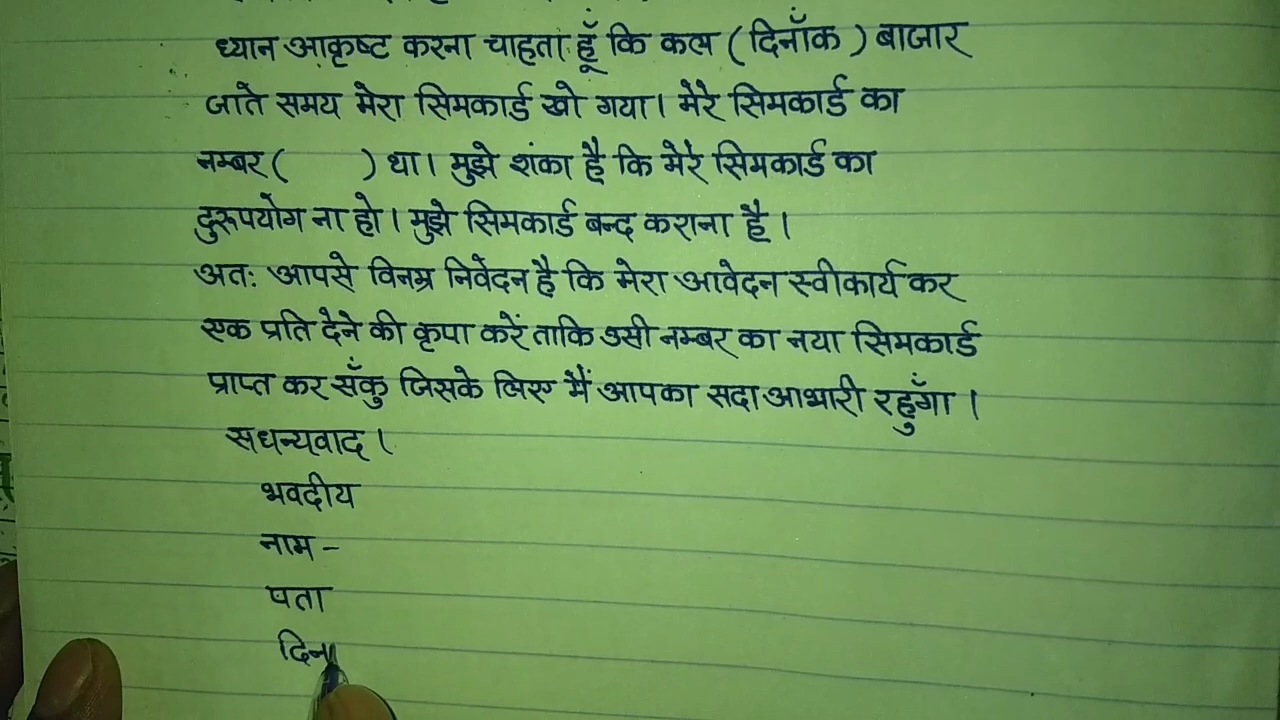 ध्यान आकृष्ट करना चाहता हूँ कि कल (दिनाँक) बाजार
जाते समय मेरा सिमकार्ड खो गया। मेरे सिमकार्ड का
नम्बर (      ) था। मुझे शंका है कि मेरे सिमकार्ड का
दुरूपयोग ना हो। मुझे सिमकार्ड बन्द कराना है।
अतः आपसे विनम्र निर्वेदन है कि मेरा आवेदन स्वीकार्य कर
एक प्रति देने की कृपा करें ताकि उसी नम्बर का नया सिमकार्ड
प्राप्त कर सँकु जिसके लिए मैं आपका सदा आभारी रहुँगा।
सधन्यवाद।
भवदीय
नाम -
पता
दिन